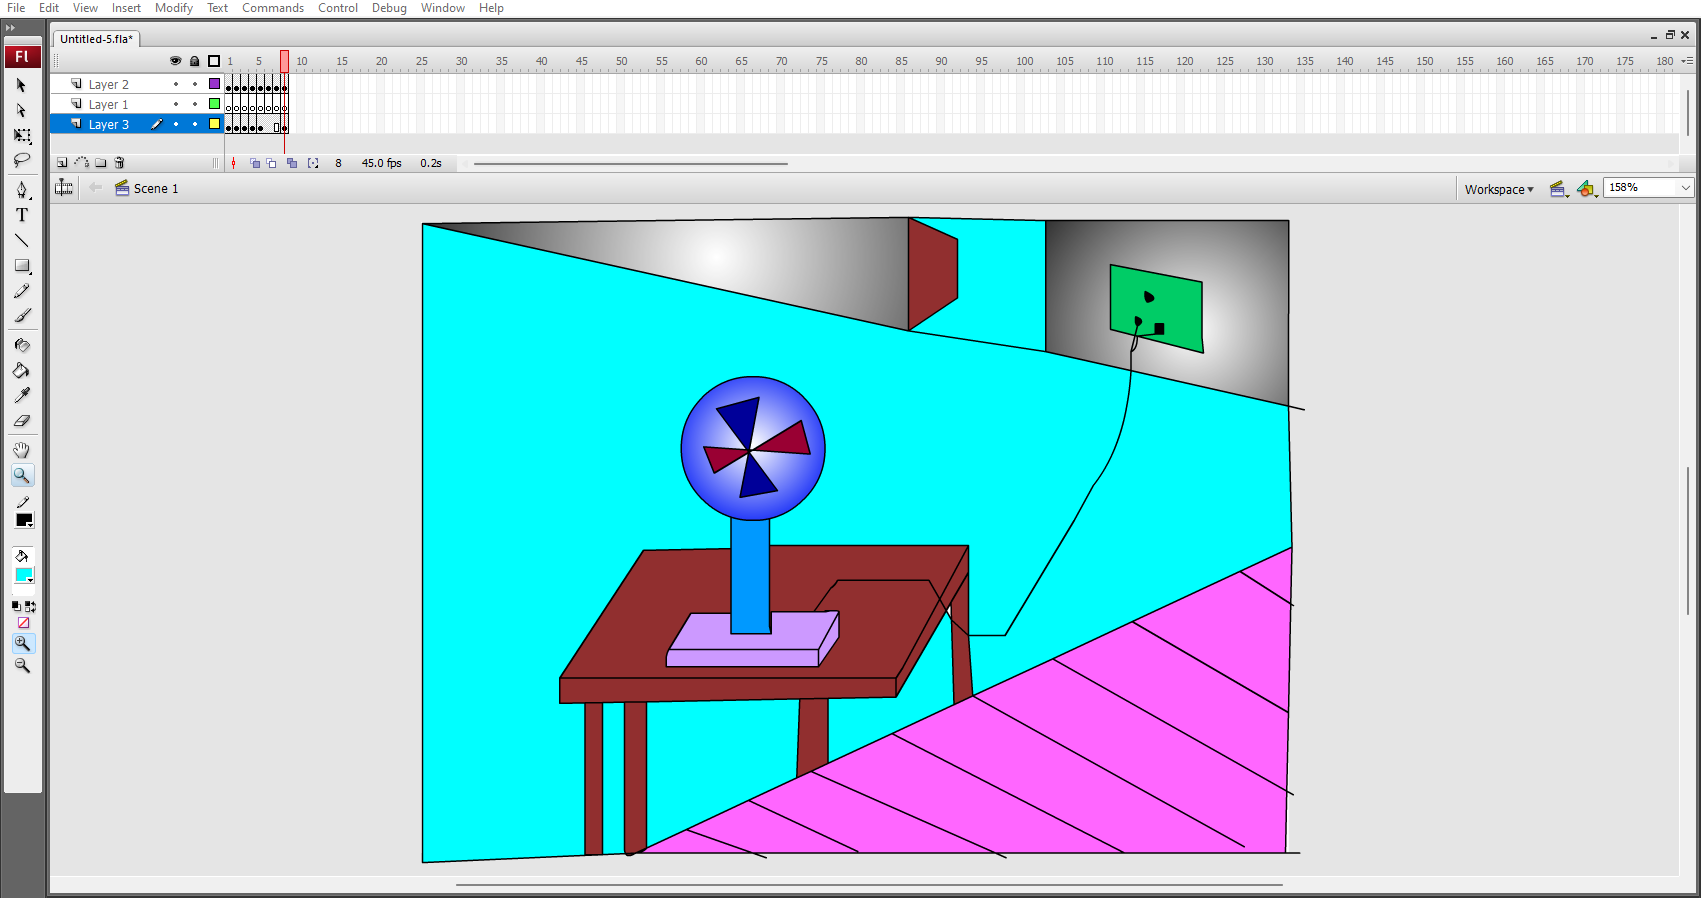 File Edit View Insert Modify Text Commands Control Debug Window Help
Untitled-5.fla*
Fl
1 5 10 15 20 25 30 35 40 45 50 55 60 65 70 75 80 85 90 95 100 105 110 115 120 125 130 135 140 145 150 155 160 165 170 175 180
Layer 2
Layer 1
Layer 3
8 45.0 fps 0.2s
Scene 1 Workspace 158%
T